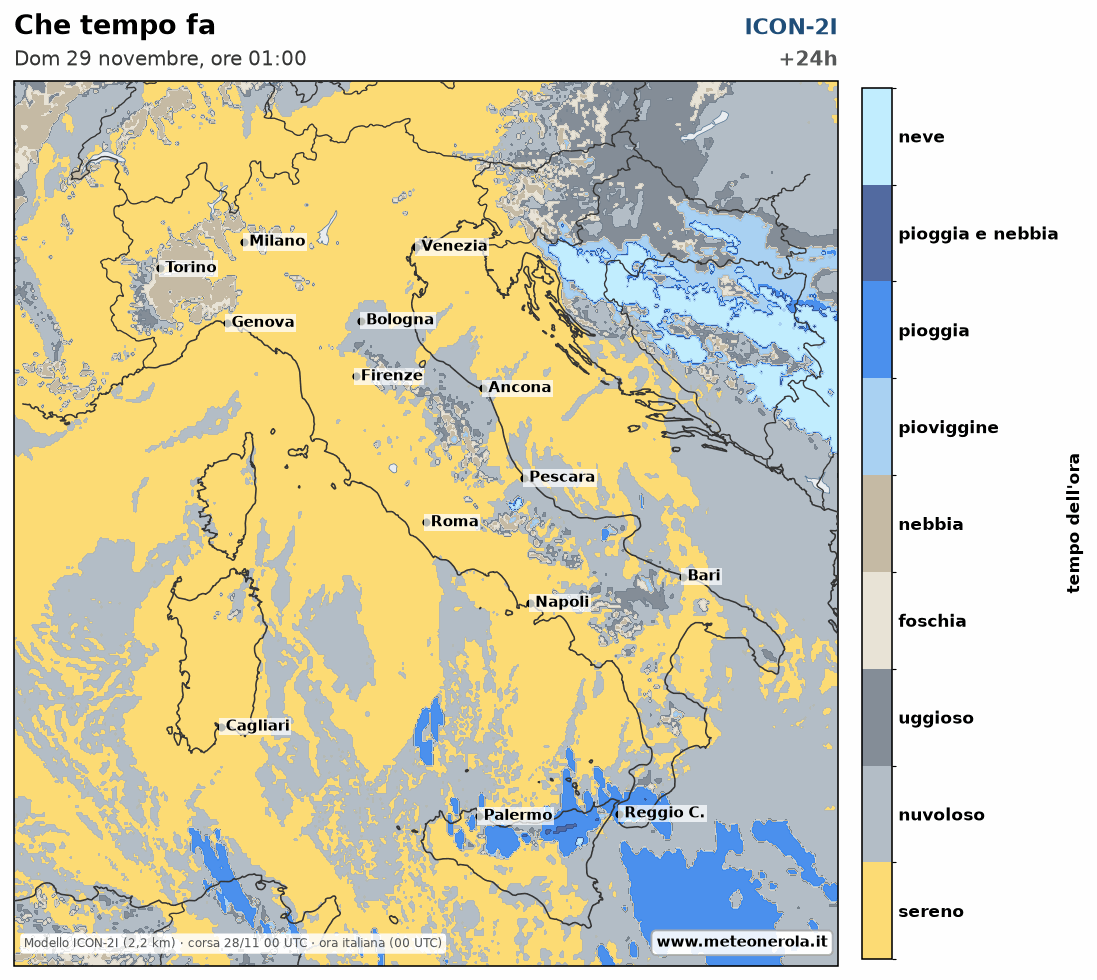 Che tempo fa
ICON-2I
Dom 29 novembre, ore 01:00
+24h
neve
pioggia e nebbia
pioggia
pioviggine
nebbia
foschia
uggioso
nuvoloso
sereno
tempo dell'ora
Milano
Venezia
Torino
Genova
Bologna
Firenze
Ancona
Pescara
Roma
Bari
Napoli
Cagliari
Palermo
Reggio C.
Modello ICON-2I (2,2 km) · corsa 28/11 00 UTC · ora italiana (00 UTC)
www.meteonerola.it